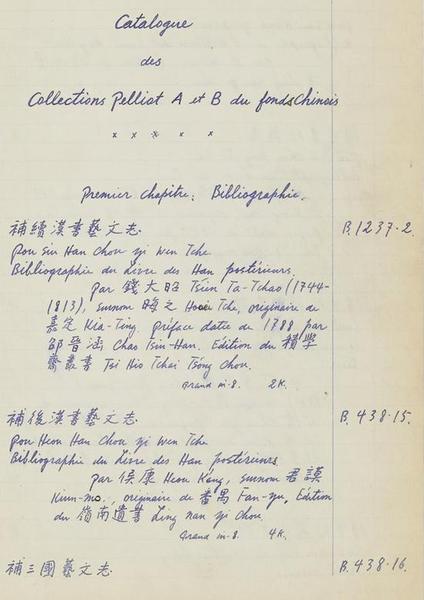 Catalogue
des
Collections Pelliot A et B du fonds Chinois
x x x x x
Premier chapitre: Bibliographie.
補續漢書藝文志. B.1237-2.
Pou Siu Han Chou yi Wen Tche
Bibliographie du Livre des Han postérieurs.
par 錢大昭 Tsien Ta-Tchao (1744-
1813), surnom 晦之 Houei Tche, originaire de
嘉定 Kia-Ting. préface datée de 1788 par
邵晉涵 Chao Tsin-Han. Edition du 積學
齋叢書 Tsi Hio Tchai Tsong Chou.
Grand in-8. 2K.
補後漢書藝文志. B.438-15.
Pou Heou Han Chou yi Wen Tche
Bibliographie du Livre des Han postérieurs
par 侯康 Heou K'ang, surnom 君謨
Kiun-mo, originaire de 番禺 Fan-yu, Edition
du 嶺南遺書 Ling nan yi Chou.
Grand in-8. 4K.
補三國藝文志. B.438-16.